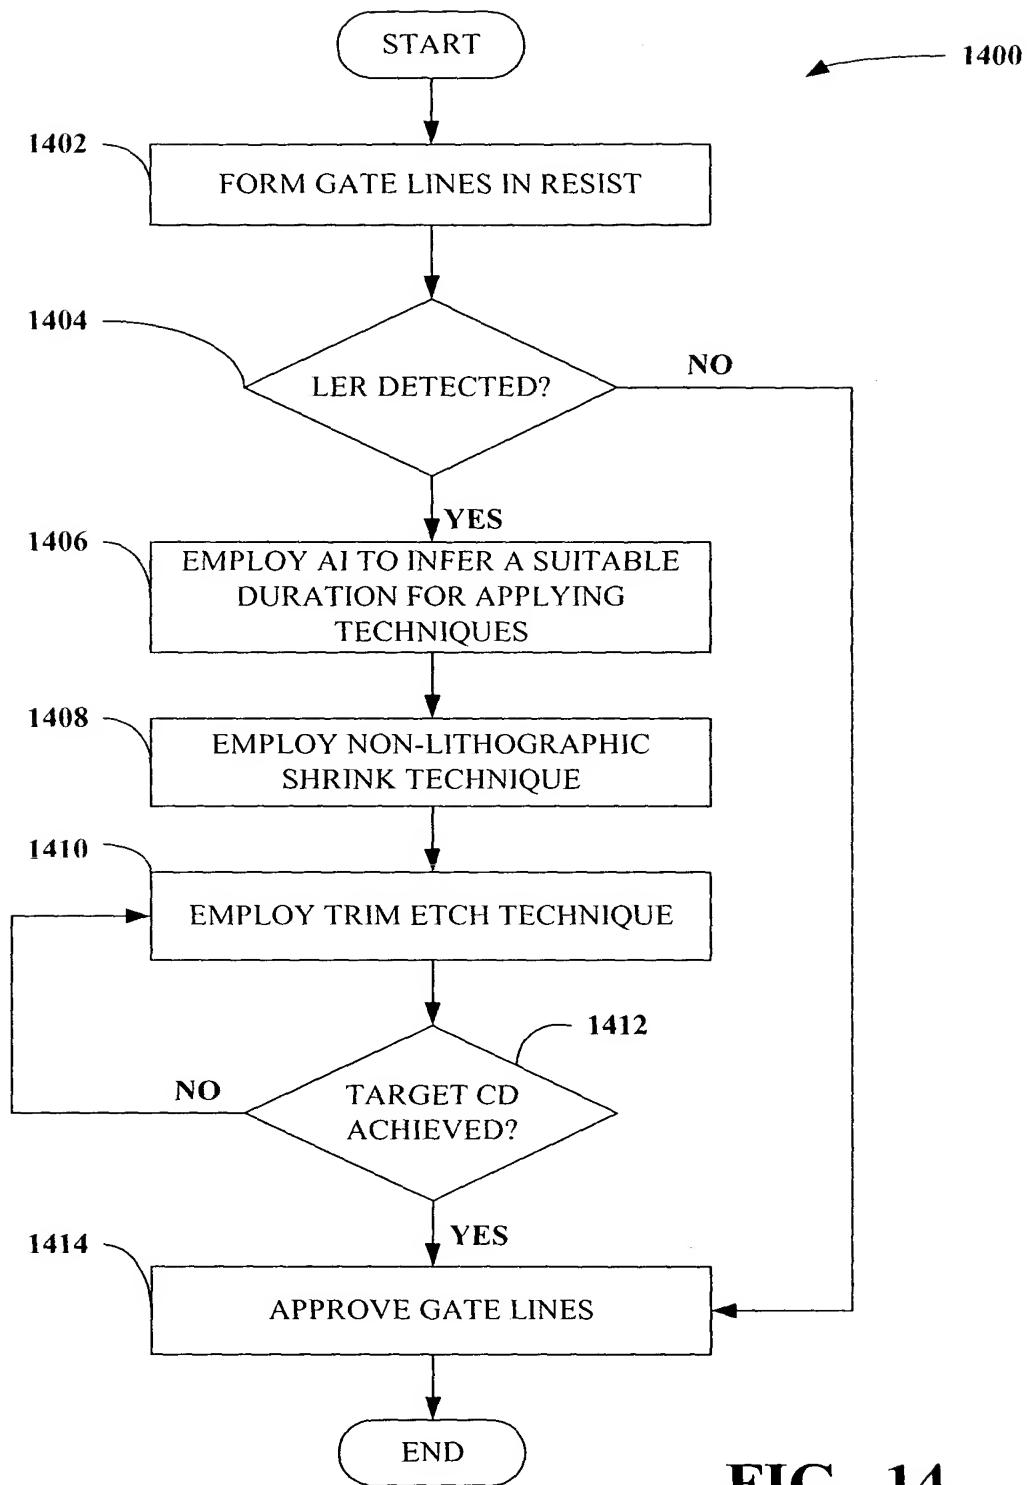 START
1400
1402
FORM GATE LINES IN RESIST
1404
LER DETECTED?
NO
YES
1406
EMPLOY AI TO INFER A SUITABLE
DURATION FOR APPLYING
TECHNIQUES
1408
EMPLOY NON-LITHOGRAPHIC
SHRINK TECHNIQUE
1410
EMPLOY TRIM ETCH TECHNIQUE
1412
TARGET CD
ACHIEVED?
NO
YES
1414
APPROVE GATE LINES
END
FIG. 14